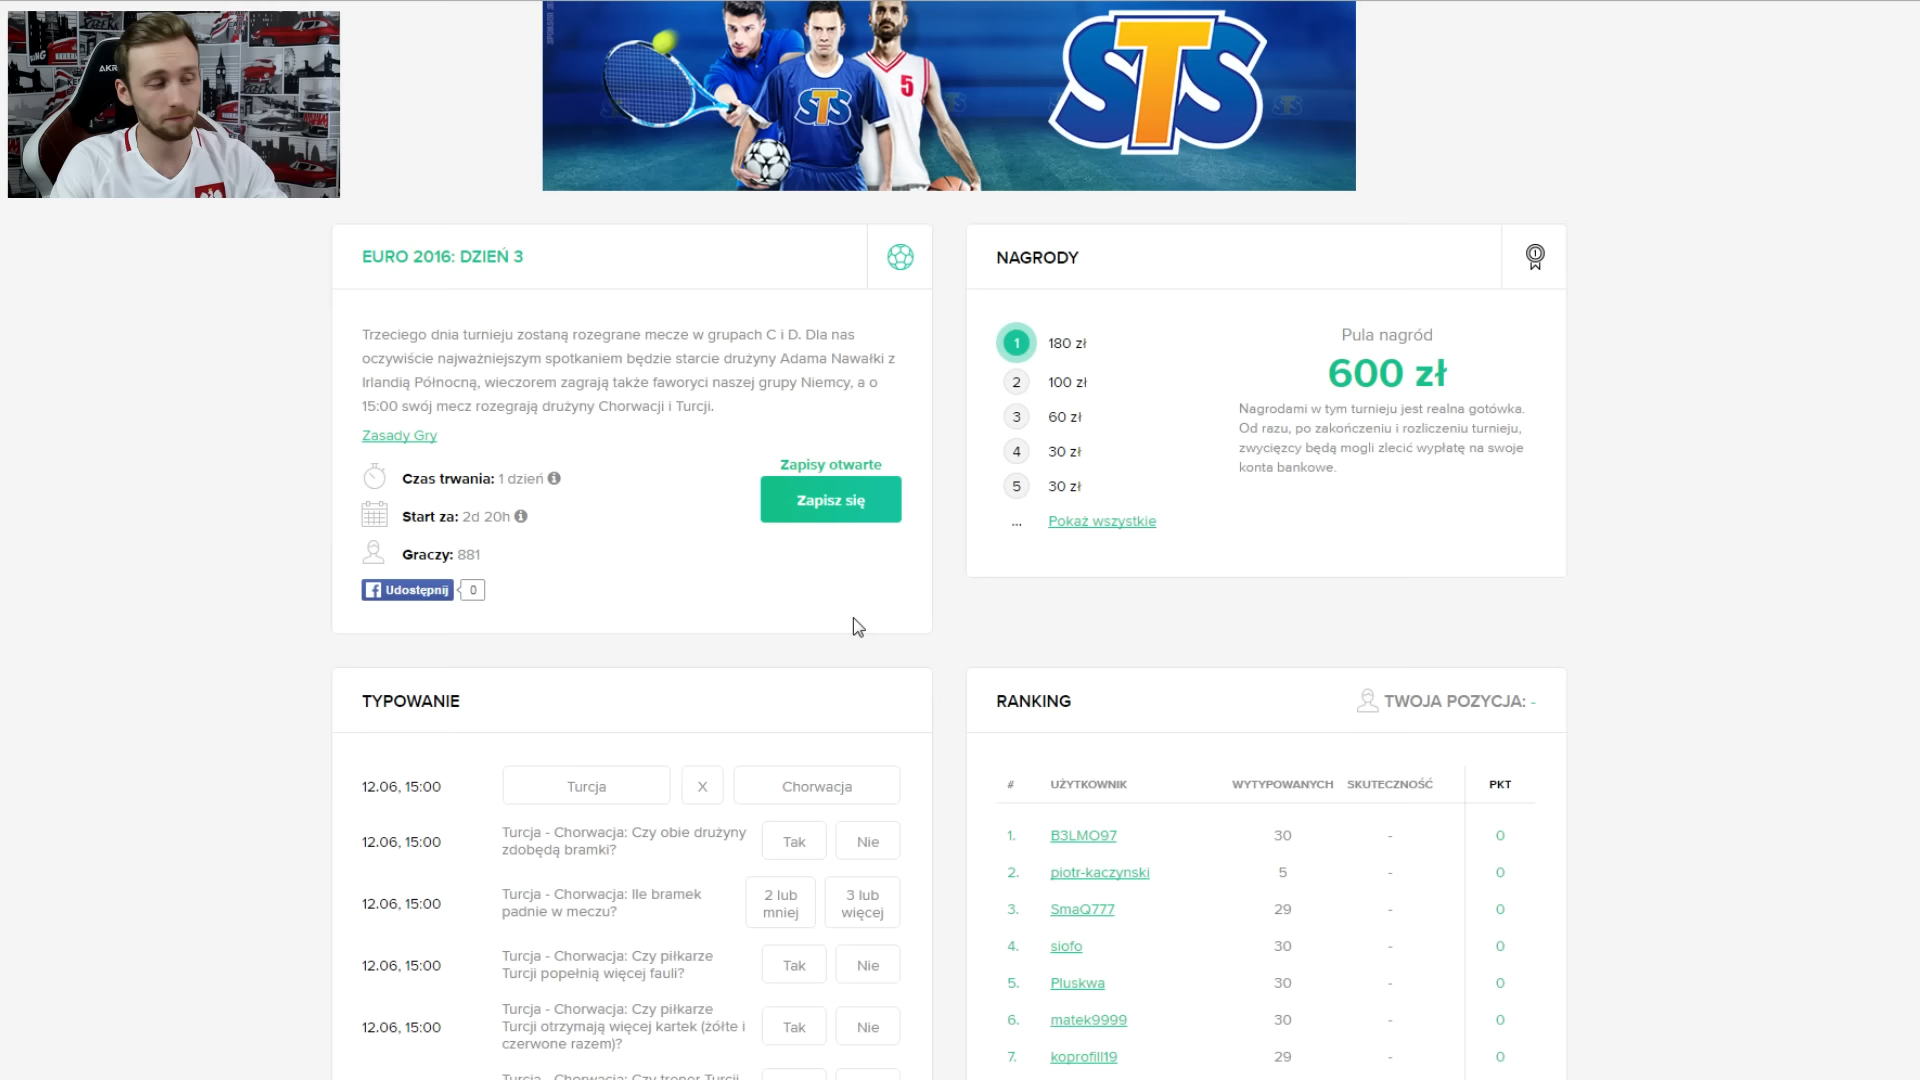 AKR
STS
5
STS
EURO 2016: DZIEŃ 3
Trzeciego dnia turnieju zostaną rozegrane mecze w grupach C i D. Dla nas
oczywiście najważniejszym spotkaniem będzie starcie drużyny Adama Nawałki z
Irlandią Północną, wieczorem zagrają także faworyci naszej grupy Niemcy, a o
15:00 swój mecz rozegrają drużyny Chorwacji i Turcji.
Zasady Gry
Zapisy otwarte
Czas trwania: 1 dzień
Zapisz się
Start za: 2d 20h
Graczy: 881
Udostępnij 0
NAGRODY
1 180 zł
2 100 zł
3 60 zł
4 30 zł
5 30 zł
... Pokaż wszystkie
Pula nagród
600 zł
Nagrodami w tym turnieju jest realna gotówka.
Od razu, po zakończeniu i rozliczeniu turnieju,
zwycięzcy będą mogli zlecić wypłatę na swoje
konta bankowe.
TYPOWANIE
12.06, 15:00 Turcja X Chorwacja
12.06, 15:00 Turcja - Chorwacja: Czy obie drużyny
zdobędą bramki? Tak Nie
12.06, 15:00 Turcja - Chorwacja: Ile bramek
padnie w meczu? 2 lub mniej 3 lub więcej
12.06, 15:00 Turcja - Chorwacja: Czy piłkarze
Turcji popełnią więcej fauli? Tak Nie
12.06, 15:00 Turcja - Chorwacja: Czy piłkarze
Turcji otrzymają więcej kartek (żółte i
czerwone razem)? Tak Nie
Turcja - Chorwacja: Czy trener Turcji
RANKING
TWOJA POZYCJA: -
# UŻYTKOWNIK WYTYPOWANYCH SKUTECZNOŚĆ PKT
1. B3LMO97 30 - 0
2. piotr-kaczynski 5 - 0
3. SmaQ777 29 - 0
4. siofo 30 - 0
5. Pluskwa 30 - 0
6. matek9999 30 - 0
7. koprofill19 29 - 0